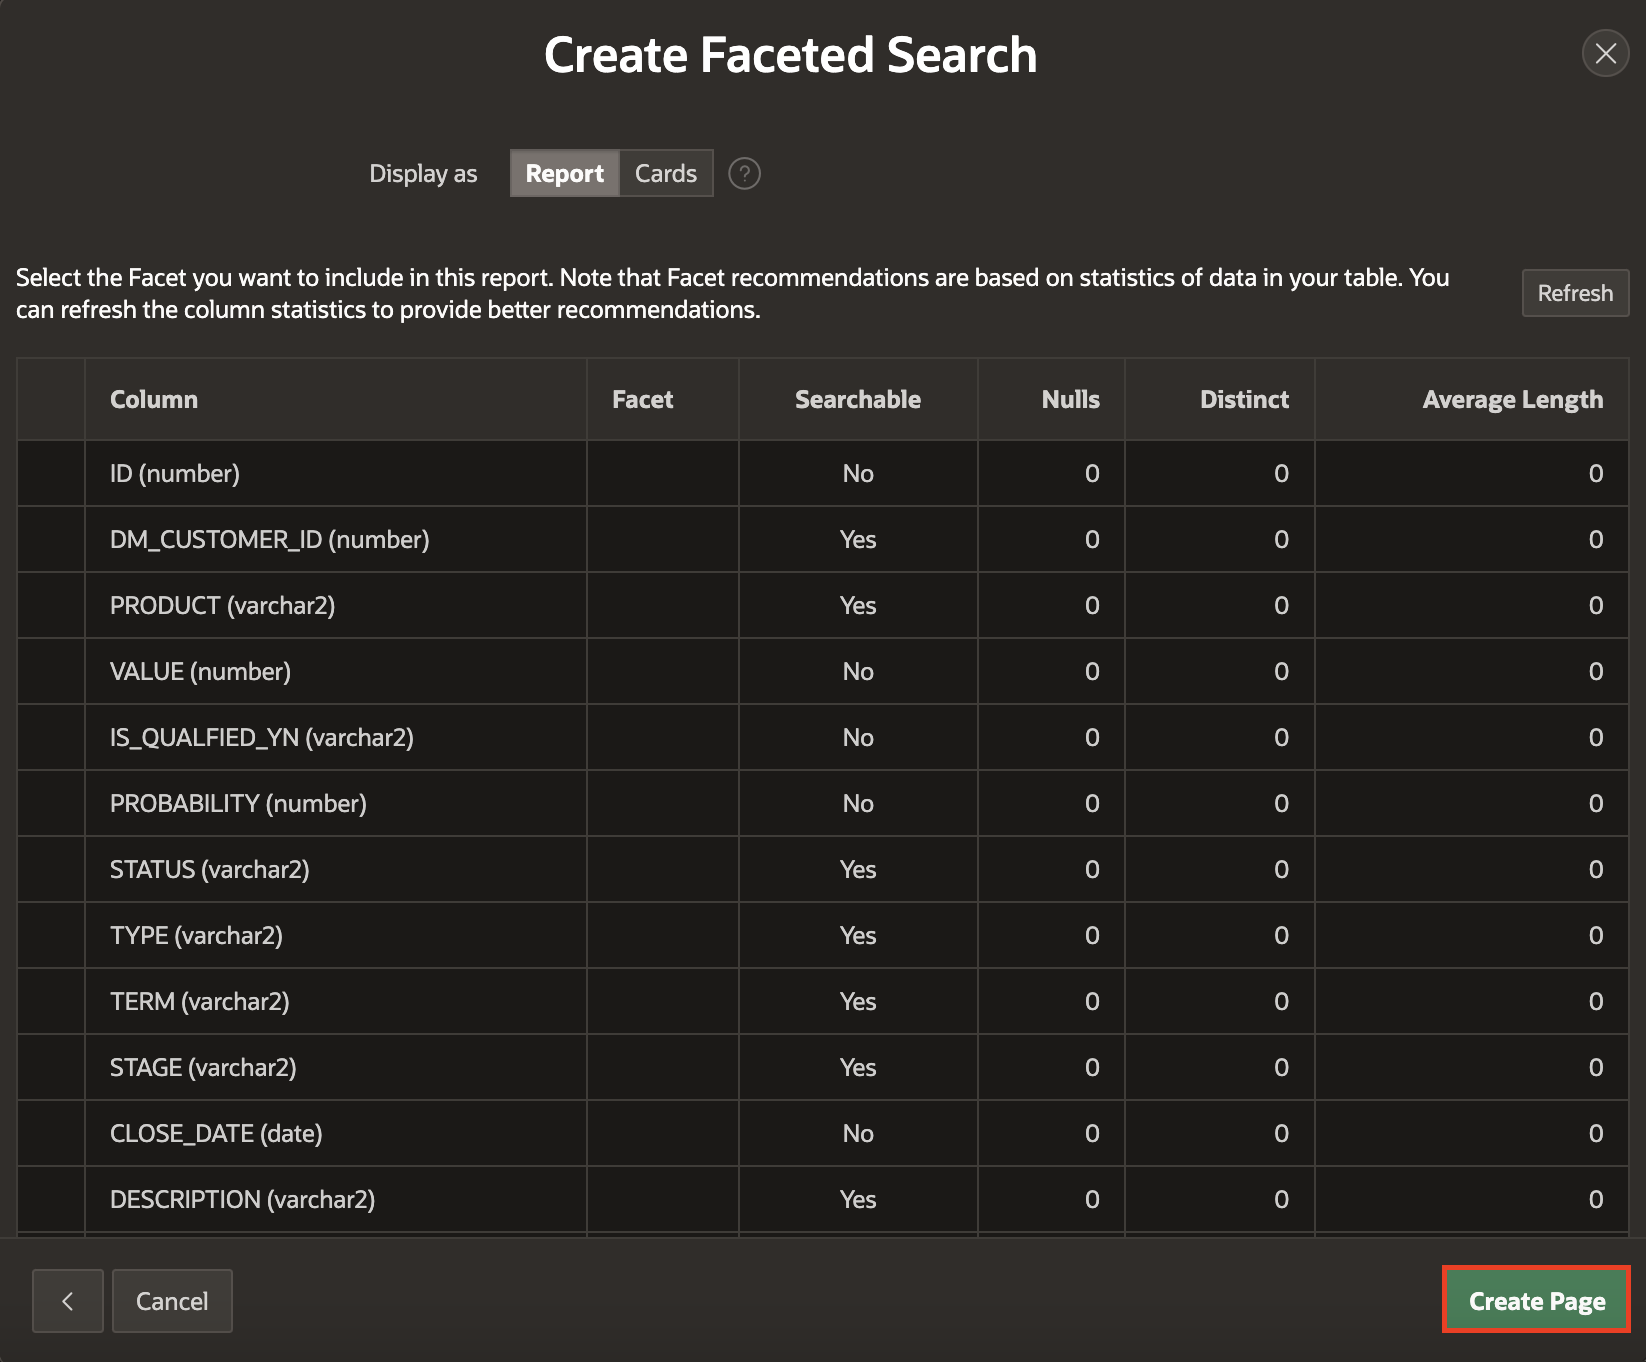 Create Faceted Search
Display as Report Cards ?
Select the Facet you want to include in this report. Note that Facet recommendations are based on statistics of data in your table. You
can refresh the column statistics to provide better recommendations.
Refresh
Column Facet Searchable Nulls Distinct Average Length
ID (number) No 0 0 0
DM_CUSTOMER_ID (number) Yes 0 0 0
PRODUCT (varchar2) Yes 0 0 0
VALUE (number) No 0 0 0
IS_QUALFIED_YN (varchar2) No 0 0 0
PROBABILITY (number) No 0 0 0
STATUS (varchar2) Yes 0 0 0
TYPE (varchar2) Yes 0 0 0
TERM (varchar2) Yes 0 0 0
STAGE (varchar2) Yes 0 0 0
CLOSE_DATE (date) No 0 0 0
DESCRIPTION (varchar2) Yes 0 0 0
Cancel Create Page